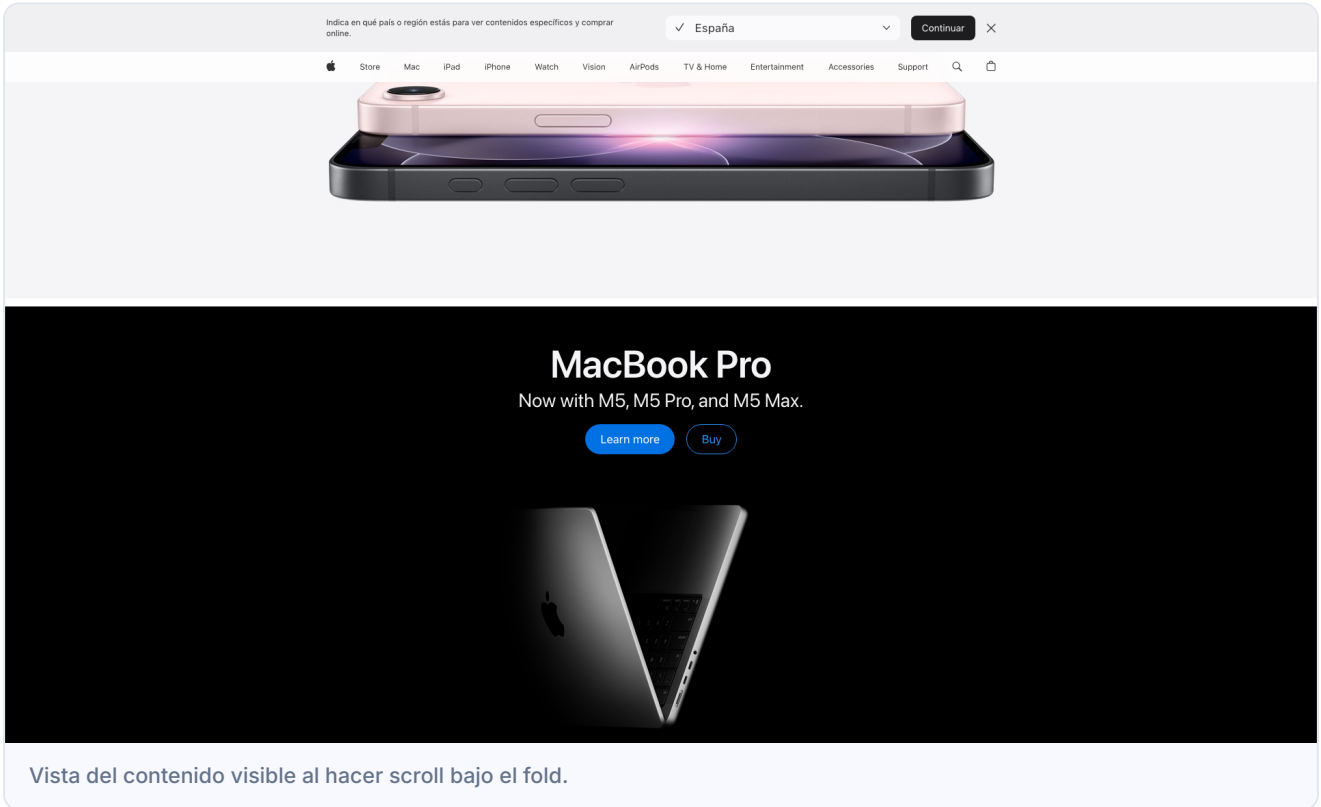 Indica en qué país o región estás para ver contenidos específicos y comprar
online.
España
Continuar
Store Mac iPad iPhone Watch Vision AirPods TV & Home Entertainment Accessories Support
MacBook Pro
Now with M5, M5 Pro, and M5 Max.
Learn more Buy
Vista del contenido visible al hacer scroll bajo el fold.